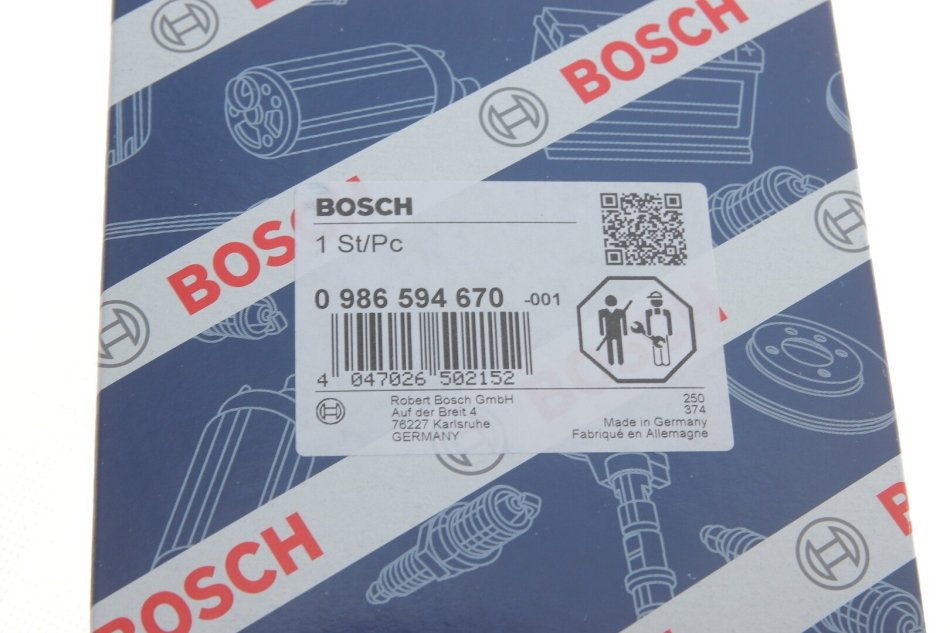 BOSCH
BOSCH
BOSCH
1 St/Pc
0 986 594 670 -001
4 047026 502152
Robert Bosch GmbH
Auf der Breit 4
76227 Karlsruhe
GERMANY
250
374
Made in Germany
Fabriqué en Allemagne
BOSCH
BOSCH